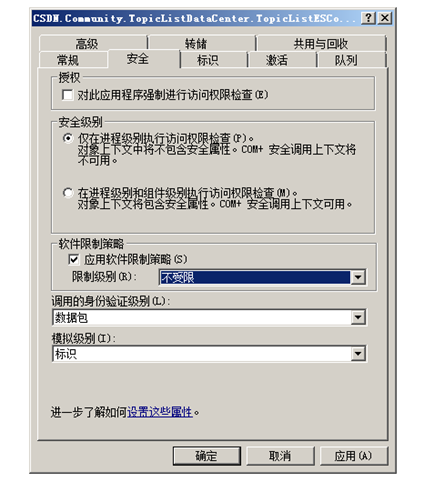 CSDN.Community.TopicListDataCenter.TopicListESCo...
高级 转储 共用与回收
常规 安全 标识 激活 队列
授权
对此应用程序强制进行访问权限检查(E)
安全级别
仅在进程级别执行访问权限检查(P)。
对象上下文中将不包含安全属性。COM+ 安全调用上下文将
不可用。
在进程级别和组件级别执行访问权限检查(M)。
对象上下文将包含安全属性。COM+ 安全调用上下文可用。
软件限制策略
应用软件限制策略(S)
限制级别(R): 不受限
调用的身份验证级别(L):
数据包
模拟级别(I):
标识
进一步了解如何设置这些属性。
确定 取消 应用(A)